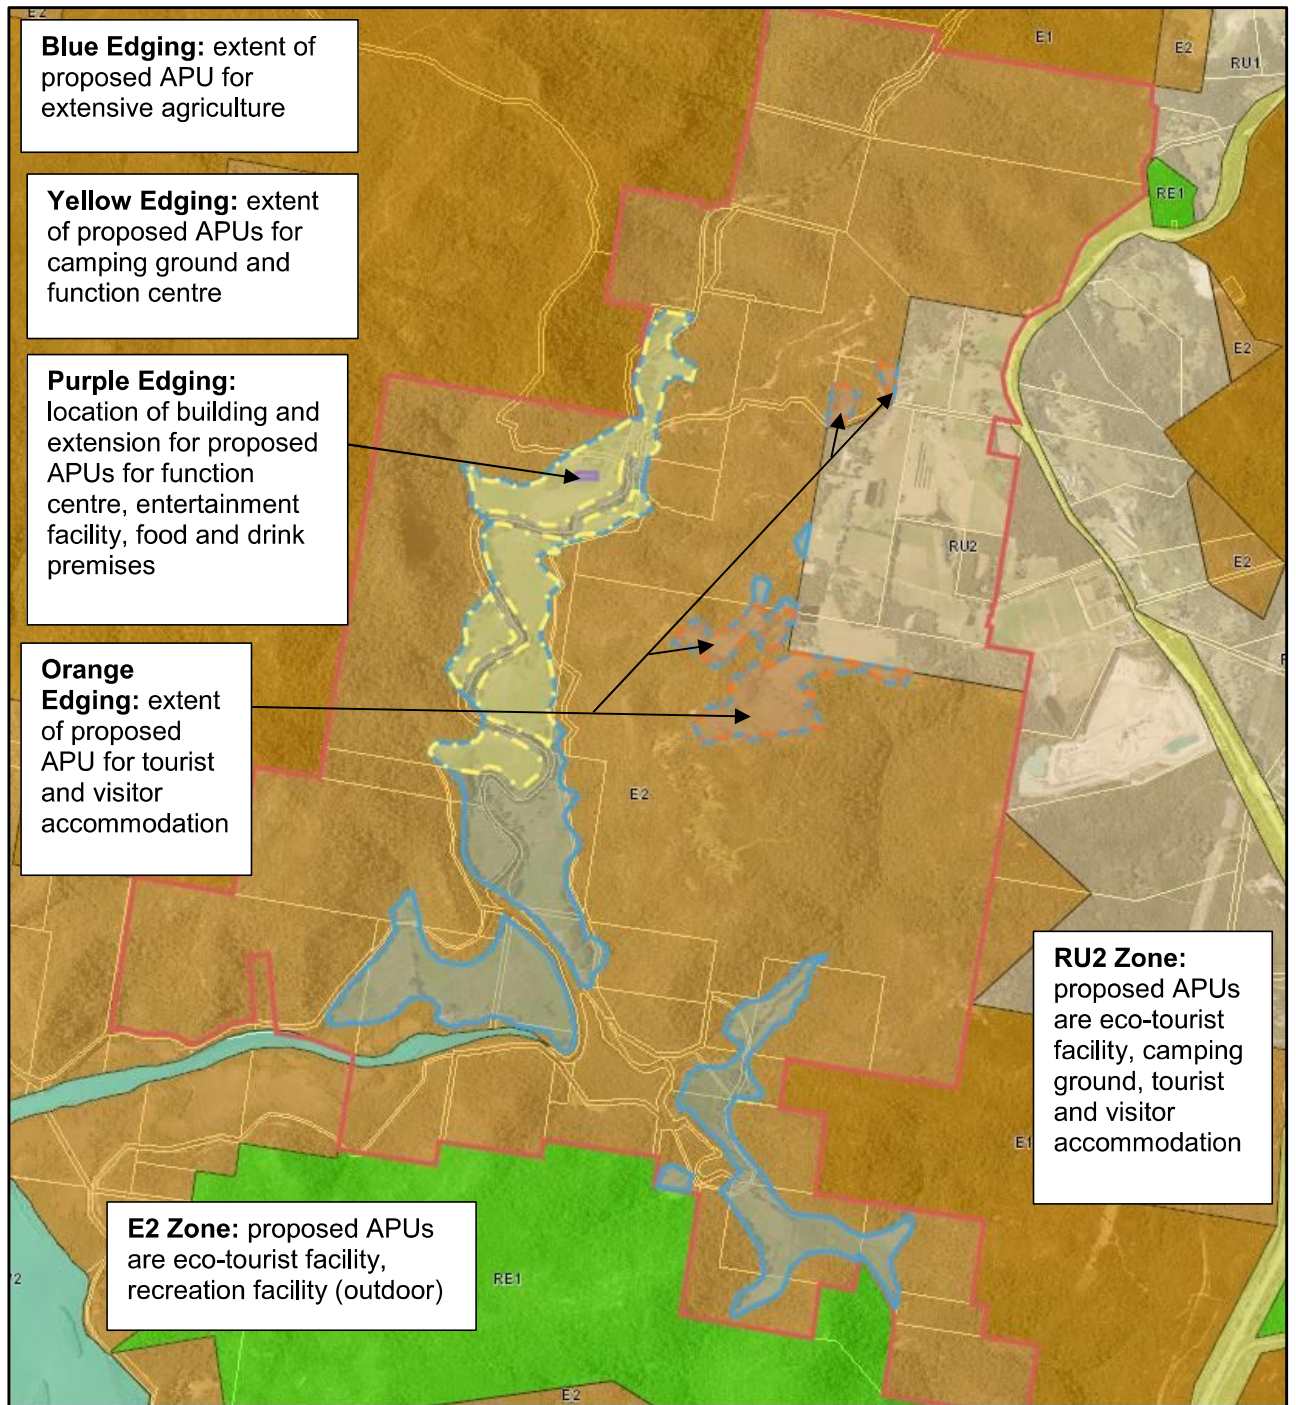 E2
Blue Edging: extent of
proposed APU for
extensive agriculture
E1
E2
RU1
Yellow Edging: extent
of proposed APUs for
camping ground and
function centre
RE1
Purple Edging:
location of building and
extension for proposed
APUs for function
centre, entertainment
facility, food and drink
premises
E2
RU2
E2
Orange
Edging: extent
of proposed
APU for tourist
and visitor
accommodation
E2
RU2 Zone:
proposed APUs
are eco-tourist
facility, camping
ground, tourist
and visitor
accommodation
E1
E2 Zone: proposed APUs
are eco-tourist facility,
recreation facility (outdoor)
RE1
E2